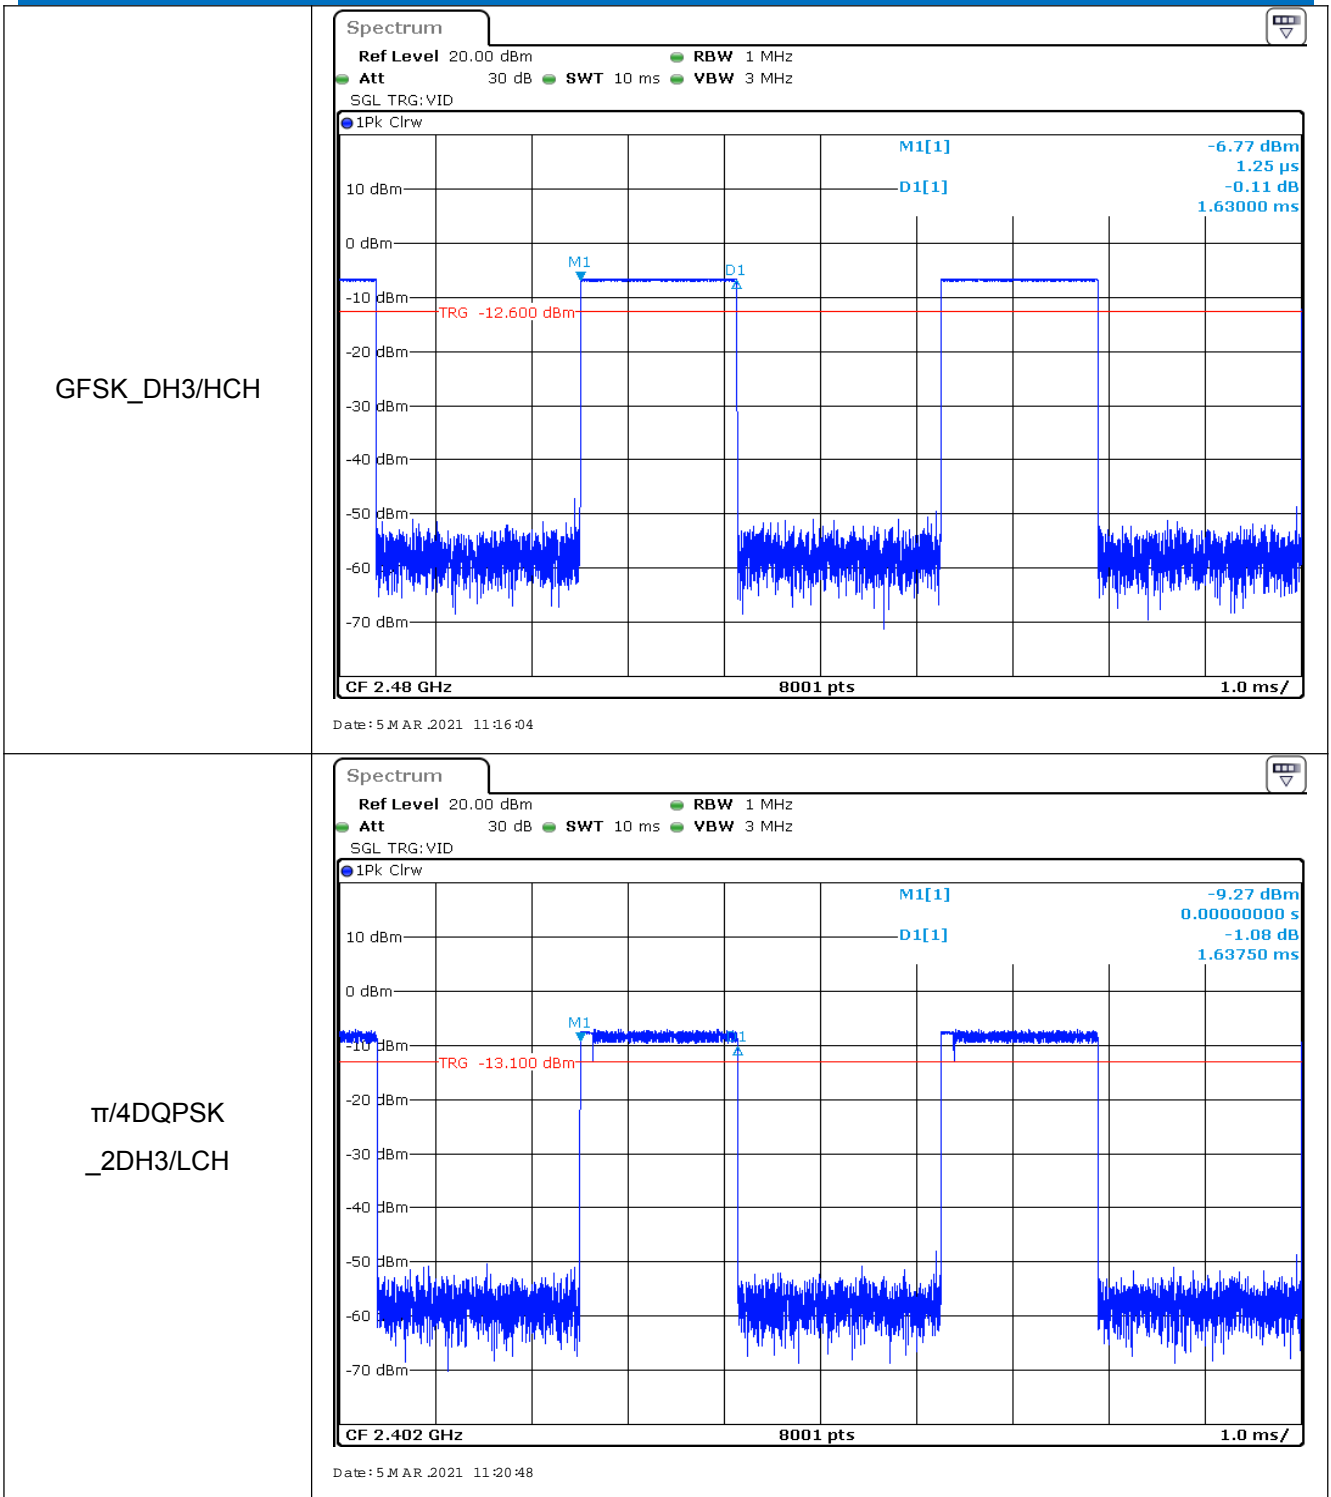 GFSK_DH3/HCH
Spectrum
Ref Level 20.00 dBm RBW 1 MHz
Att 30 dB SWT 10 ms VBW 3 MHz
SGL TRG:VID
1Pk Clrw
M1[1] -6.77 dBm
1.25 µs
10 dBm D1[1] -0.11 dB
1.63000 ms
0 dBm
M1
D1
-10 dBm
TRG -12.600 dBm
-20 dBm
-30 dBm
-40 dBm
-50 dBm
-60
-70 dBm
CF 2.48 GHz 8001 pts 1.0 ms/
Date: 5.MAR.2021 11:16:04
π/4DQPSK
_2DH3/LCH
Spectrum
Ref Level 20.00 dBm RBW 1 MHz
Att 30 dB SWT 10 ms VBW 3 MHz
SGL TRG:VID
1Pk Clrw
M1[1] -9.27 dBm
0.00000000 s
10 dBm D1[1] -1.08 dB
1.63750 ms
0 dBm
M1
-10 dBm
TRG -13.100 dBm
-20 dBm
-30 dBm
-40 dBm
-50 dBm
-60
-70 dBm
CF 2.402 GHz 8001 pts 1.0 ms/
Date: 5.MAR.2021 11:20:48